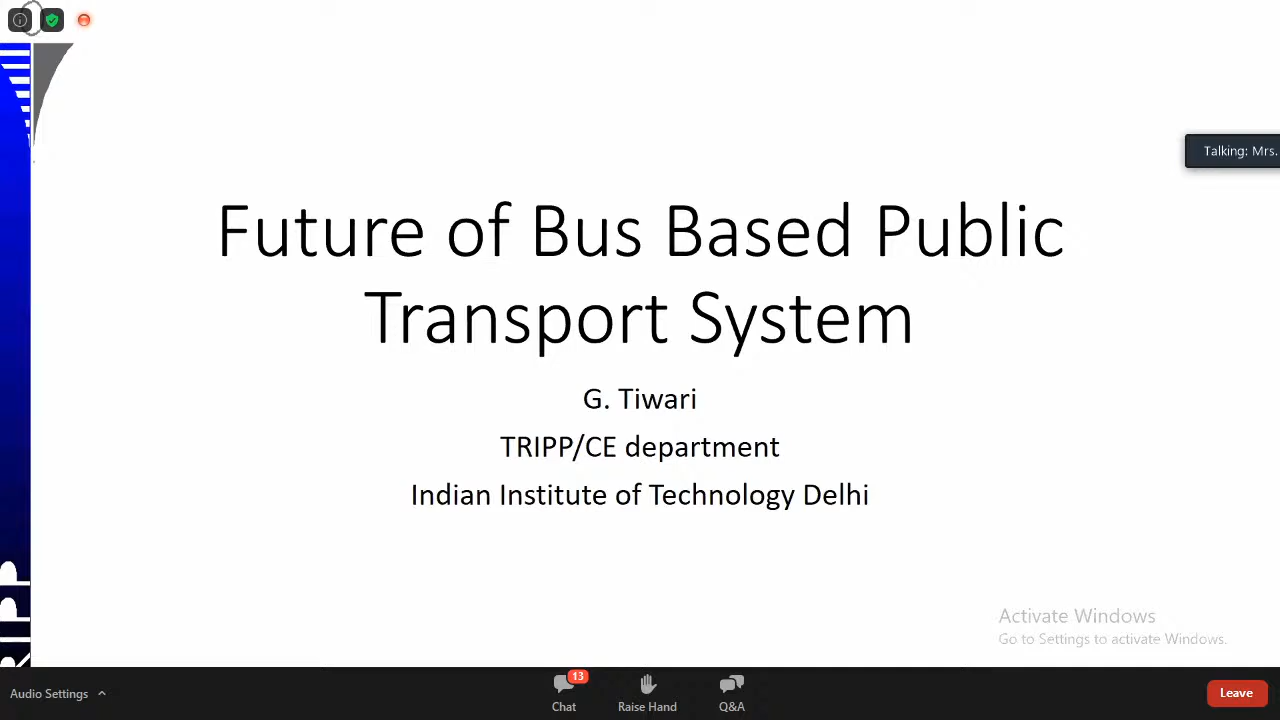 Talking: Mrs.
Future of Bus Based Public
Transport System
G. Tiwari
TRIPP/CE department
Indian Institute of Technology Delhi
RIPP
Activate Windows
Go to Settings to activate Windows.
Audio Settings
13
Chat
Raise Hand
Q&A
Leave